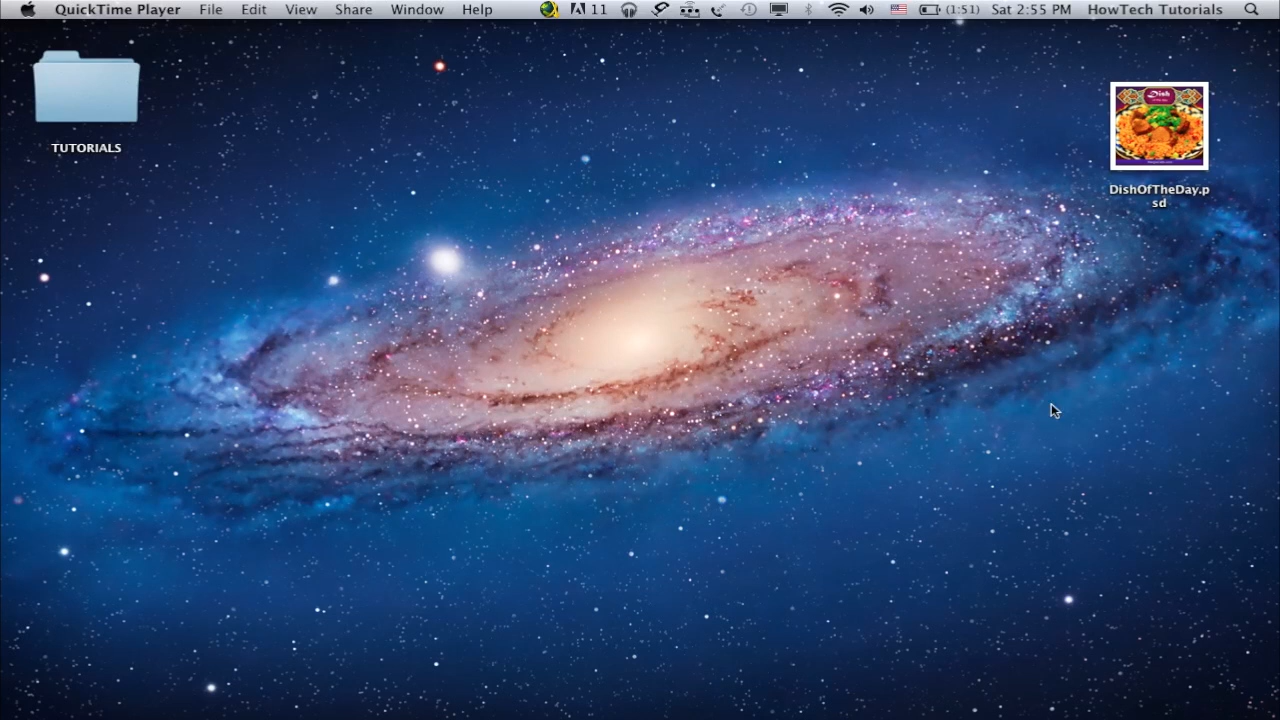 QuickTime Player File Edit View Share Window Help 11 (1:51) Sat 2:55 PM HowTech Tutorials
TUTORIALS
Dish
DishOfTheDay.p
sd